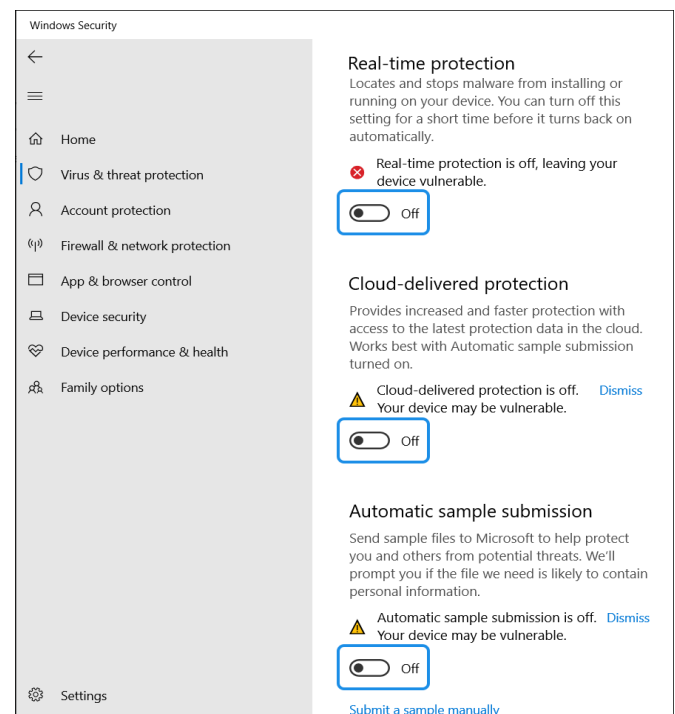 Windows Security
Home
Virus & threat protection
Account protection
Firewall & network protection
App & browser control
Device security
Device performance & health
Family options
Settings
Real-time protection
Locates and stops malware from installing or
running on your device. You can turn off this
setting for a short time before it turns back on
automatically.
Real-time protection is off, leaving your
device vulnerable.
Off
Cloud-delivered protection
Provides increased and faster protection with
access to the latest protection data in the cloud.
Works best with Automatic sample submission
turned on.
Cloud-delivered protection is off. Dismiss
Your device may be vulnerable.
Off
Automatic sample submission
Send sample files to Microsoft to help protect
you and others from potential threats. We'll
prompt you if the file we need is likely to contain
personal information.
Automatic sample submission is off. Dismiss
Your device may be vulnerable.
Off
Submit a sample manually